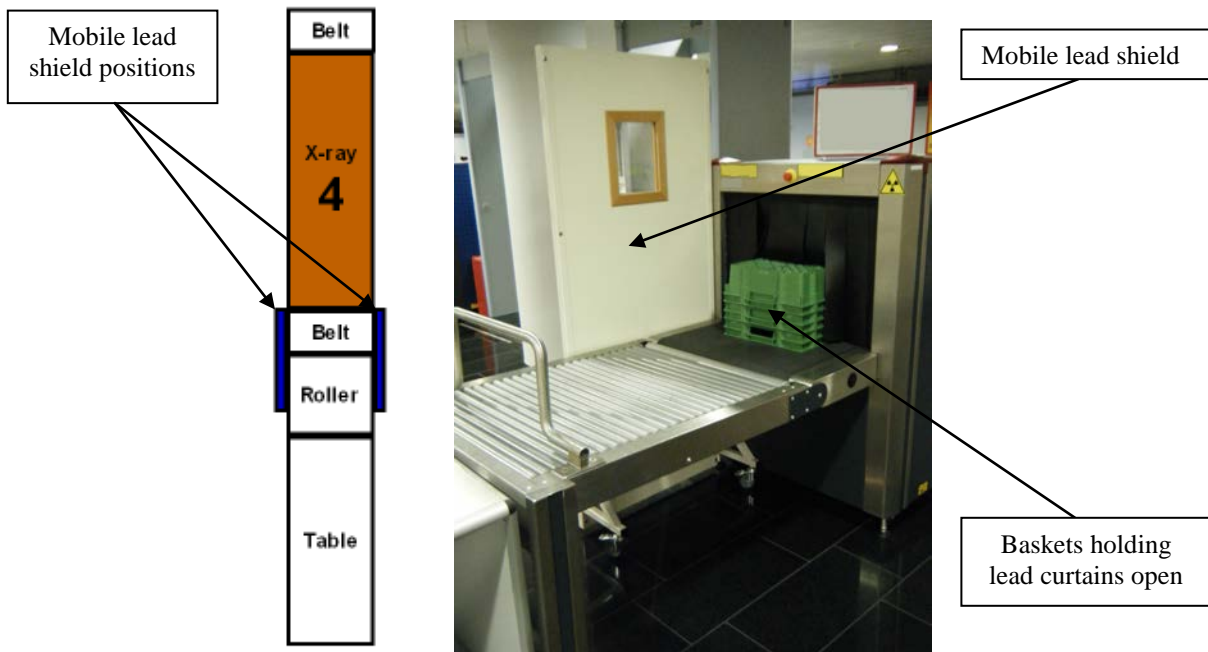 Mobile lead
shield positions
Belt
X-ray
4
Belt
Roller
Table
Mobile lead shield
Baskets holding
lead curtains open